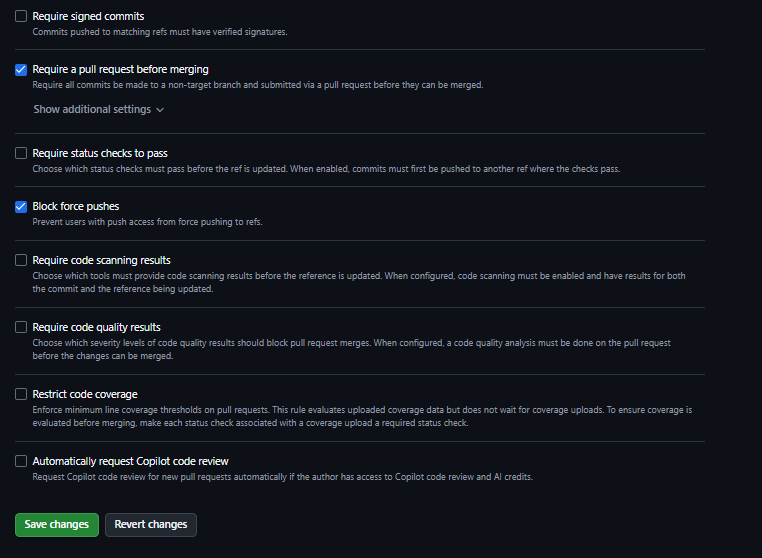 Require signed commits
Commits pushed to matching refs must have verified signatures.
Require a pull request before merging
Require all commits be made to a non-target branch and submitted via a pull request before they can be merged.
Show additional settings
Require status checks to pass
Choose which status checks must pass before the ref is updated. When enabled, commits must first be pushed to another ref where the checks pass.
Block force pushes
Prevent users with push access from force pushing to refs.
Require code scanning results
Choose which tools must provide code scanning results before the reference is updated. When configured, code scanning must be enabled and have results for both
the commit and the reference being updated.
Require code quality results
Choose which severity levels of code quality results should block pull request merges. When configured, a code quality analysis must be done on the pull request
before the changes can be merged.
Restrict code coverage
Enforce minimum line coverage thresholds on pull requests. This rule evaluates uploaded coverage data but does not wait for coverage uploads. To ensure coverage is
evaluated before merging, make each status check associated with a coverage upload a required status check.
Automatically request Copilot code review
Request Copilot code review for new pull requests automatically if the author has access to Copilot code review and AI credits.
Save changes
Revert changes